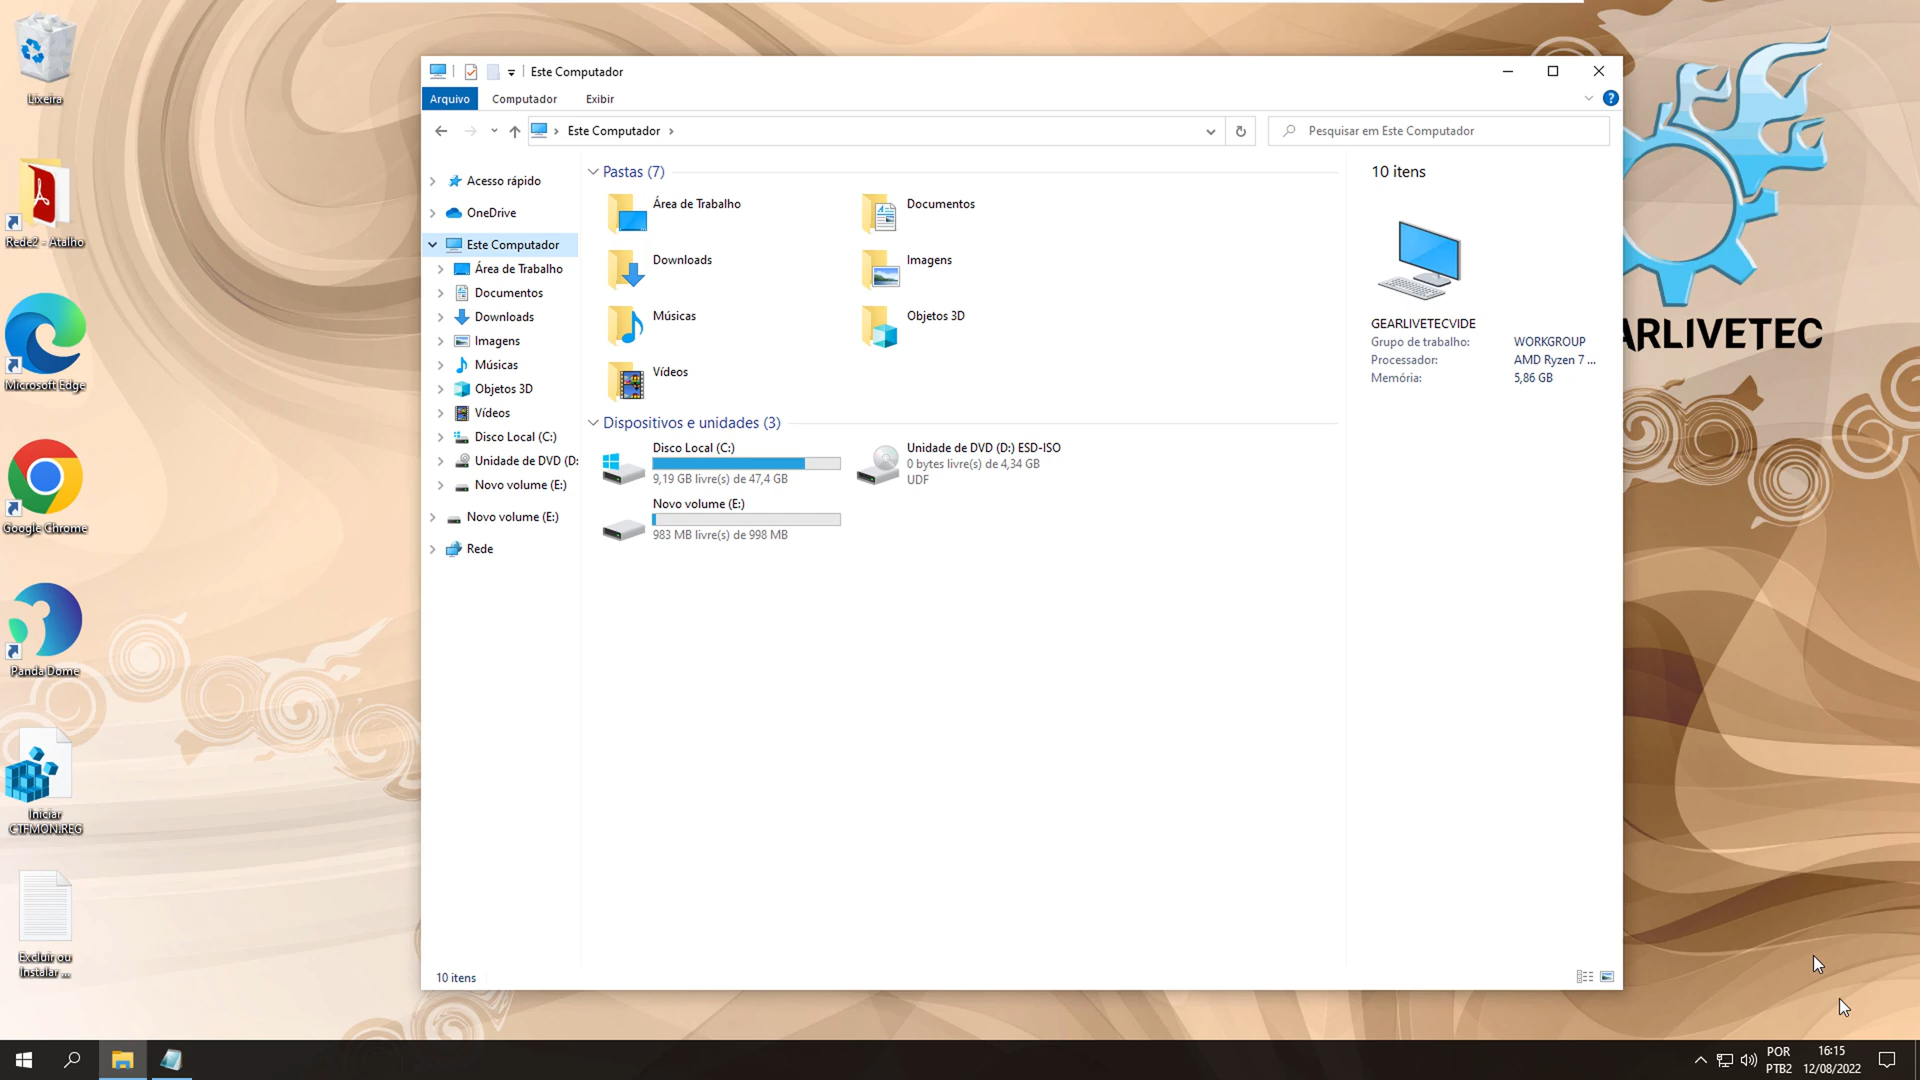 Lixeira
Rede2 - Atalho
Microsoft Edge
Google Chrome
Panda Dome
Iniciar
CTFMON.REG
Excluir ou
Instalar ...
Este Computador
Arquivo
Computador
Exibir
Este Computador
Pesquisar em Este Computador
Acesso rápido
OneDrive
Este Computador
Área de Trabalho
Documentos
Downloads
Imagens
Músicas
Objetos 3D
Vídeos
Disco Local (C:)
Unidade de DVD (D:
Novo volume (E:)
Novo volume (E:)
Rede
Pastas (7)
Área de Trabalho
Documentos
Downloads
Imagens
Músicas
Objetos 3D
Vídeos
Dispositivos e unidades (3)
Disco Local (C:)
9,19 GB livre(s) de 47,4 GB
Unidade de DVD (D:) ESD-ISO
0 bytes livre(s) de 4,34 GB
UDF
Novo volume (E:)
983 MB livre(s) de 998 MB
10 itens
GEARLIVETECVIDE
Grupo de trabalho: WORKGROUP
Processador: AMD Ryzen 7 ...
Memória: 5,86 GB
10 itens
ARLIVETEC
POR
PTB2
16:15
12/08/2022